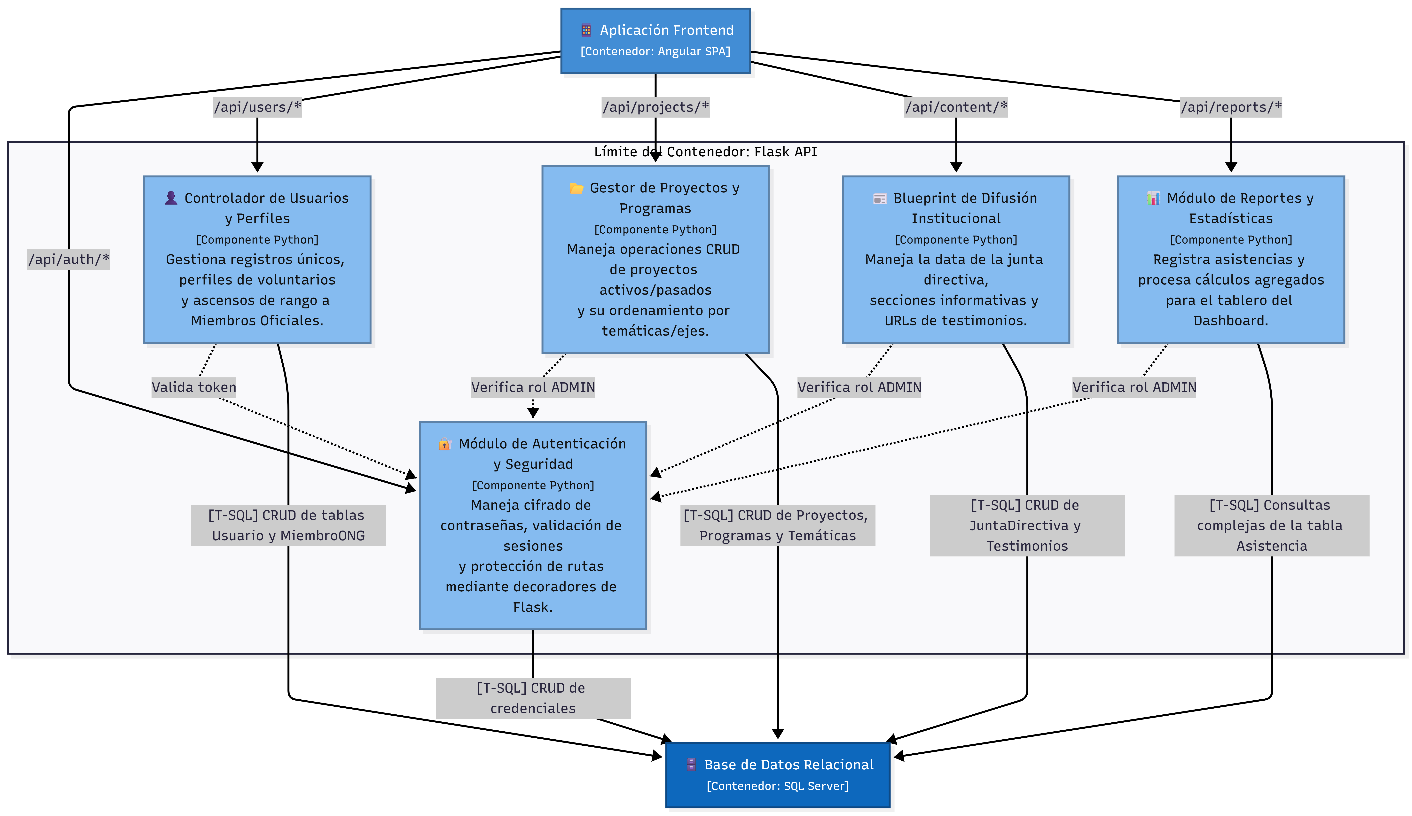 Aplicación Frontend
[Contenedor: Angular SPA]
/api/users/*
/api/projects/*
/api/content/*
/api/reports/*
Límite del Contenedor: Flask API
Controlador de Usuarios
y Perfiles
[Componente Python]
Gestiona registros únicos,
perfiles de voluntarios
y ascensos de rango a
Miembros Oficiales.
Gestor de Proyectos y
Programas
[Componente Python]
Maneja operaciones CRUD
de proyectos
activos/pasados
y su ordenamiento por
temáticas/ejes.
Blueprint de Difusión
Institucional
[Componente Python]
Maneja la data de la junta
directiva,
secciones informativas y
URLs de testimonios.
Módulo de Reportes y
Estadísticas
[Componente Python]
Registra asistencias y
procesa cálculos agregados
para el tablero del
Dashboard.
/api/auth/*
Valida token
Verifica rol ADMIN
Verifica rol ADMIN
Verifica rol ADMIN
Módulo de Autenticación
y Seguridad
[Componente Python]
Maneja cifrado de
contraseñas, validación de
sesiones
y protección de rutas
mediante decoradores de
Flask.
[T-SQL] CRUD de tablas
Usuario y MiembroONG
[T-SQL] CRUD de Proyectos,
Programas y Temáticas
[T-SQL] CRUD de
JuntaDirectiva y
Testimonios
[T-SQL] Consultas
complejas de la tabla
Asistencia
[T-SQL] CRUD de
credenciales
Base de Datos Relacional
[Contenedor: SQL Server]